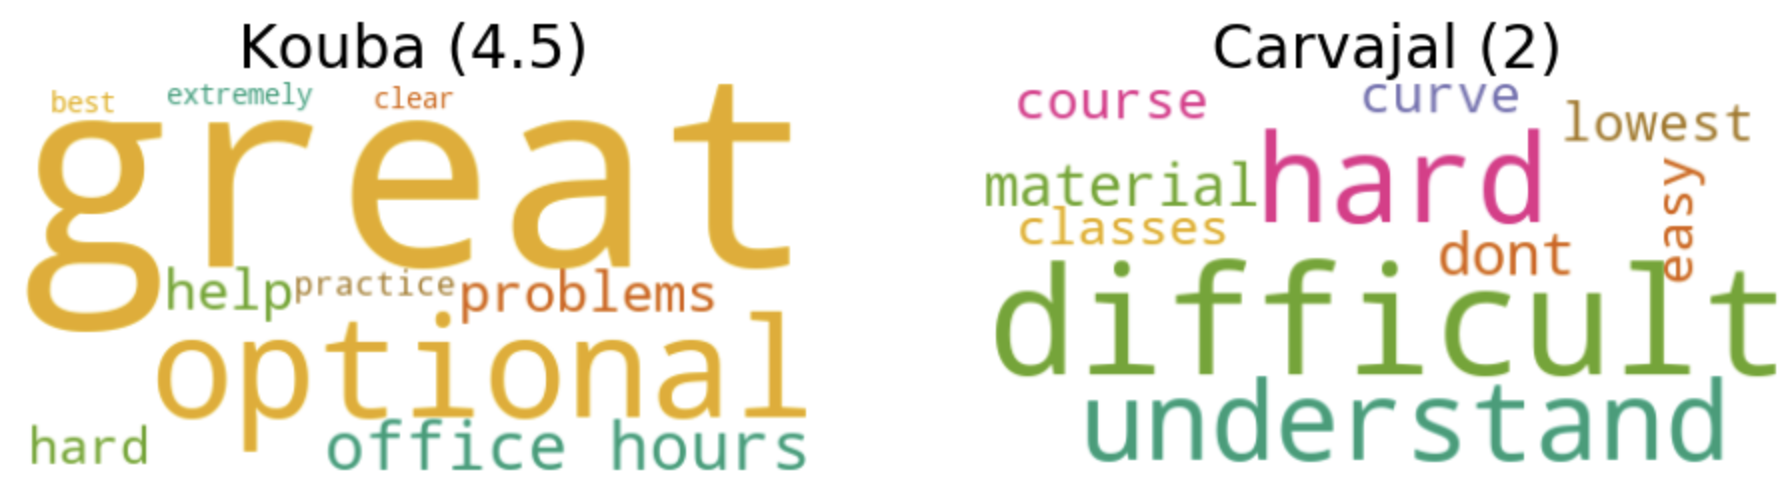 Kouba (4.5)
best extremely clear
great
help practice problems
optional
hard office hours
Carvajal (2)
course curve lowest
material hard easy
classes dont
difficult
understand